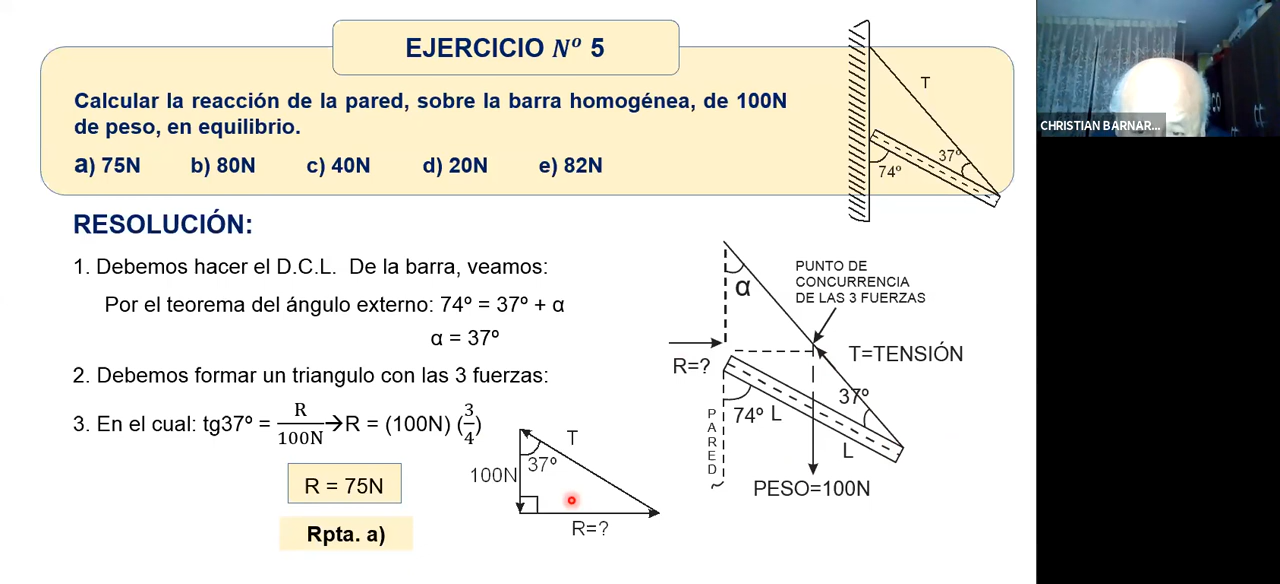 EJERCICIO Nº 5
Calcular la reacción de la pared, sobre la barra homogénea, de 100N
de peso, en equilibrio.
a) 75N b) 80N c) 40N d) 20N e) 82N
T
37º
74º
CHRISTIAN BARNAR...
RESOLUCIÓN:
1. Debemos hacer el D.C.L. De la barra, veamos:
Por el teorema del ángulo externo: 74º = 37º + α
α = 37º
2. Debemos formar un triangulo con las 3 fuerzas:
3. En el cual: tg37º = R/100N → R = (100N) (3/4)
R = 75N
Rpta. a)
T
37º
100N
R=?
α
PUNTO DE
CONCURRENCIA
DE LAS 3 FUERZAS
R=?
T=TENSIÓN
37º
74º L
L
PARED
PESO=100N